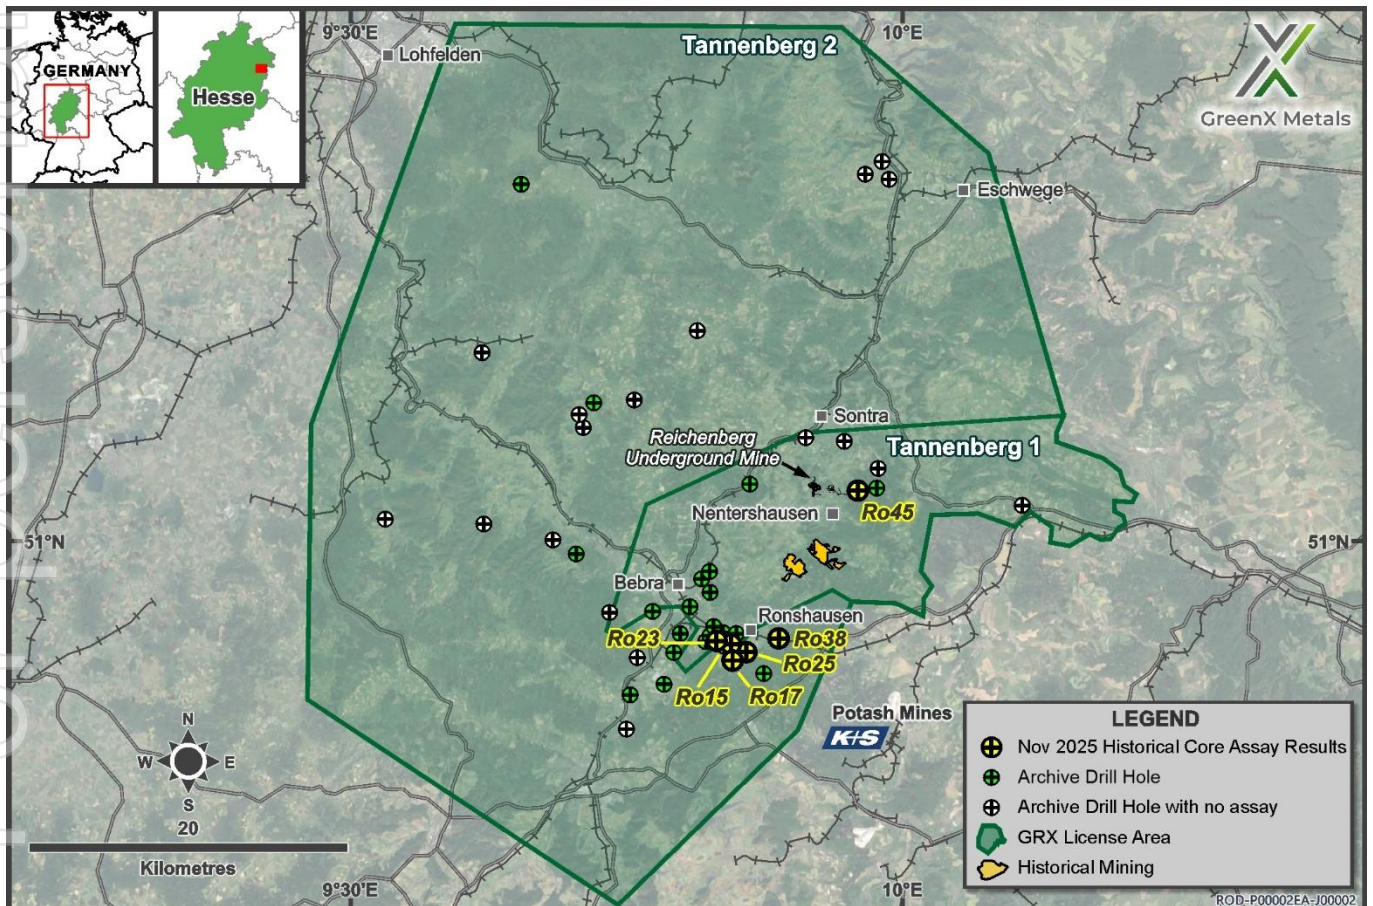 9°30'E
10°E
Tannenberg 2
Lohfelden
GERMANY
Hesse
GreenX Metals
Eschwege
Sontra
Reichenberg
Underground Mine
Tannenberg 1
Ro45
Nentershausen
51°N
51°N
Bebra
Ronshausen
Ro23
Ro38
Ro25
Ro15
Ro17
Potash Mines
K+S
N
W
E
S
20
Kilometres
LEGEND
Nov 2025 Historical Core Assay Results
Archive Drill Hole
Archive Drill Hole with no assay
GRX License Area
Historical Mining
9°30'E
10°E
ROD-P00002EA-J00002